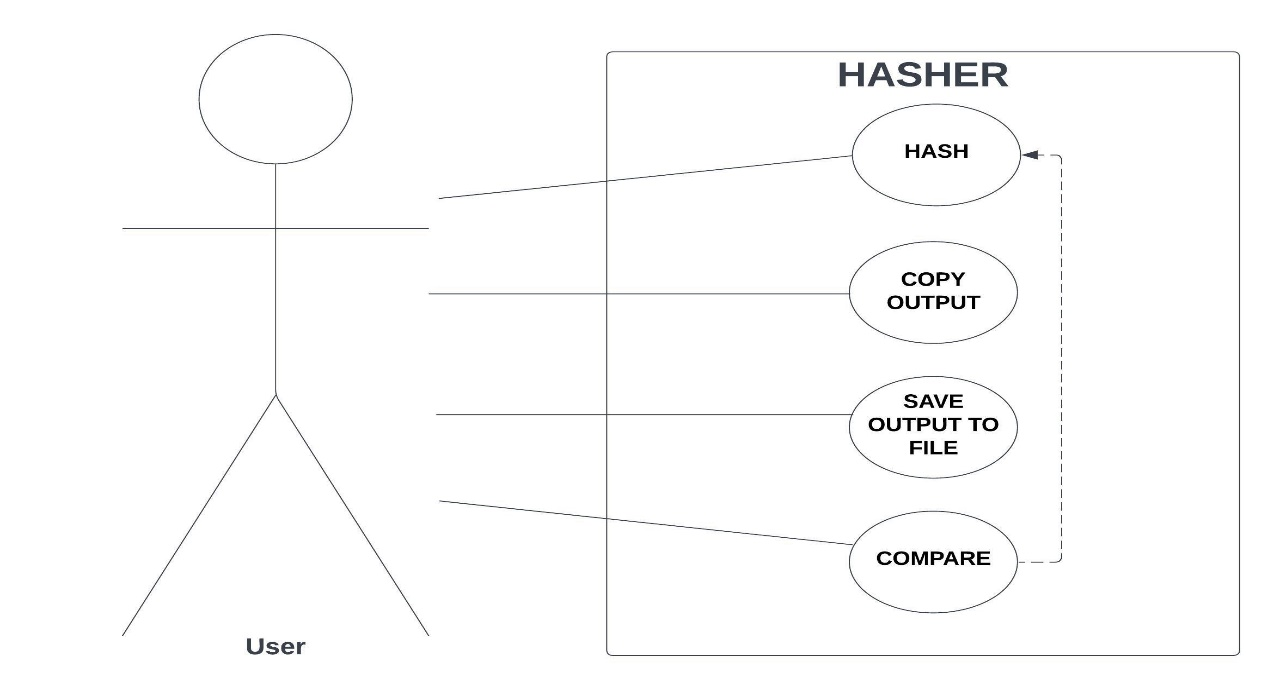 HASHER
HASH
COPY
OUTPUT
SAVE
OUTPUT TO
FILE
COMPARE
User